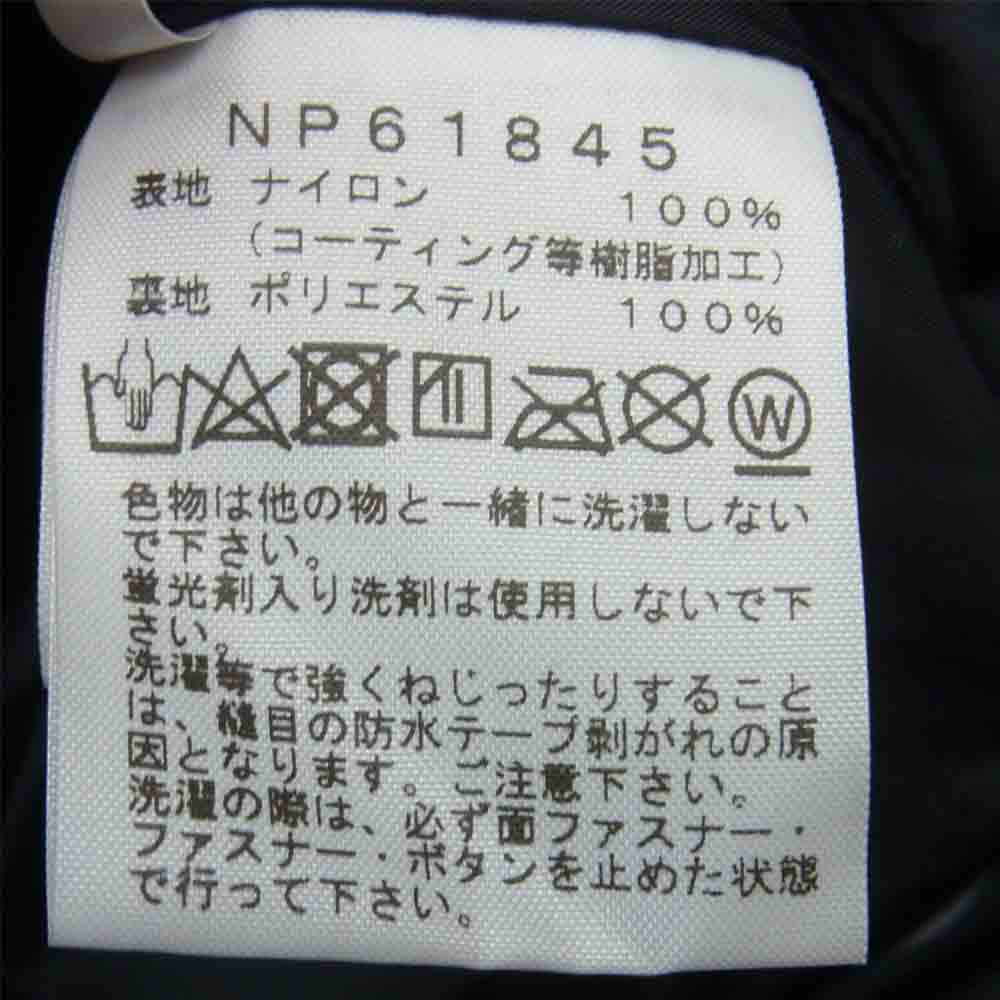 NP61845
表地 ナイロン 100%
(コーティング等樹脂加工)
裏地 ポリエステル 100%
W
色物は他の物と一緒に洗濯しない
で下さい。
蛍光剤入り洗剤は使用しないで下
さい。
洗濯等で強くねじったりすること
は、縫目の防水テープ剥がれの原
因となります。ご注意下さい。
洗濯の際は、必ず面ファスナー・
ファスナー・ボタンを止めた状態
で行って下さい。